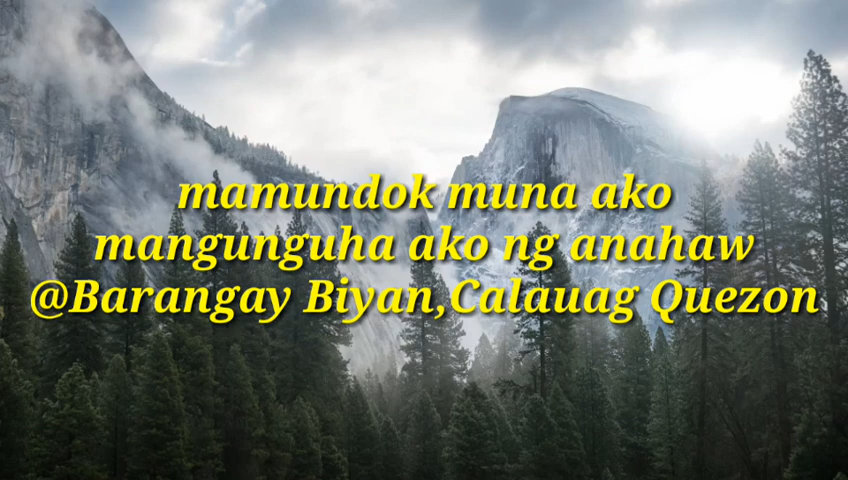 mamundok muna ako
mangunguha ako ng anahaw
@Barangay Biyan,Calauag Quezon